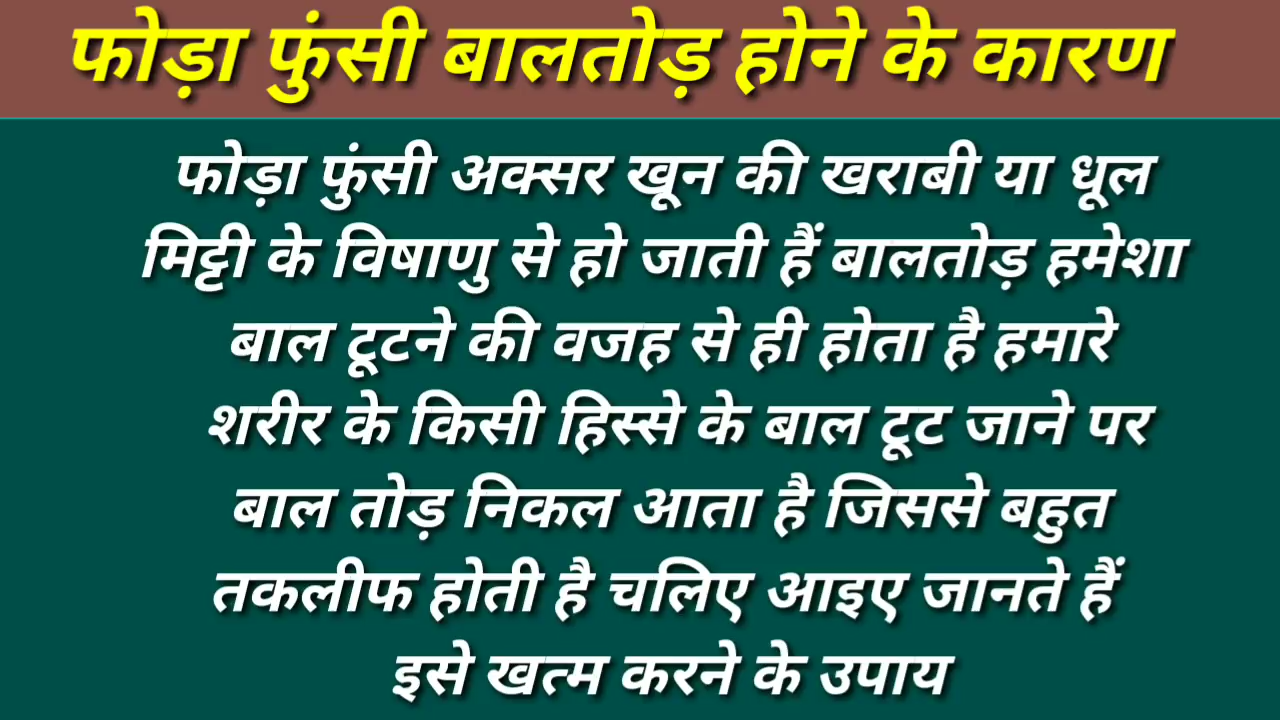 फोड़ा फुंसी बालतोड़ होने के कारण
फोड़ा फुंसी अक्सर खून की खराबी या धूल
मिट्टी के विषाणु से हो जाती हैं बालतोड़ हमेशा
बाल टूटने की वजह से ही होता है हमारे
शरीर के किसी हिस्से के बाल टूट जाने पर
बाल तोड़ निकल आता है जिससे बहुत
तकलीफ होती है चलिए आइए जानते हैं
इसे खत्म करने के उपाय